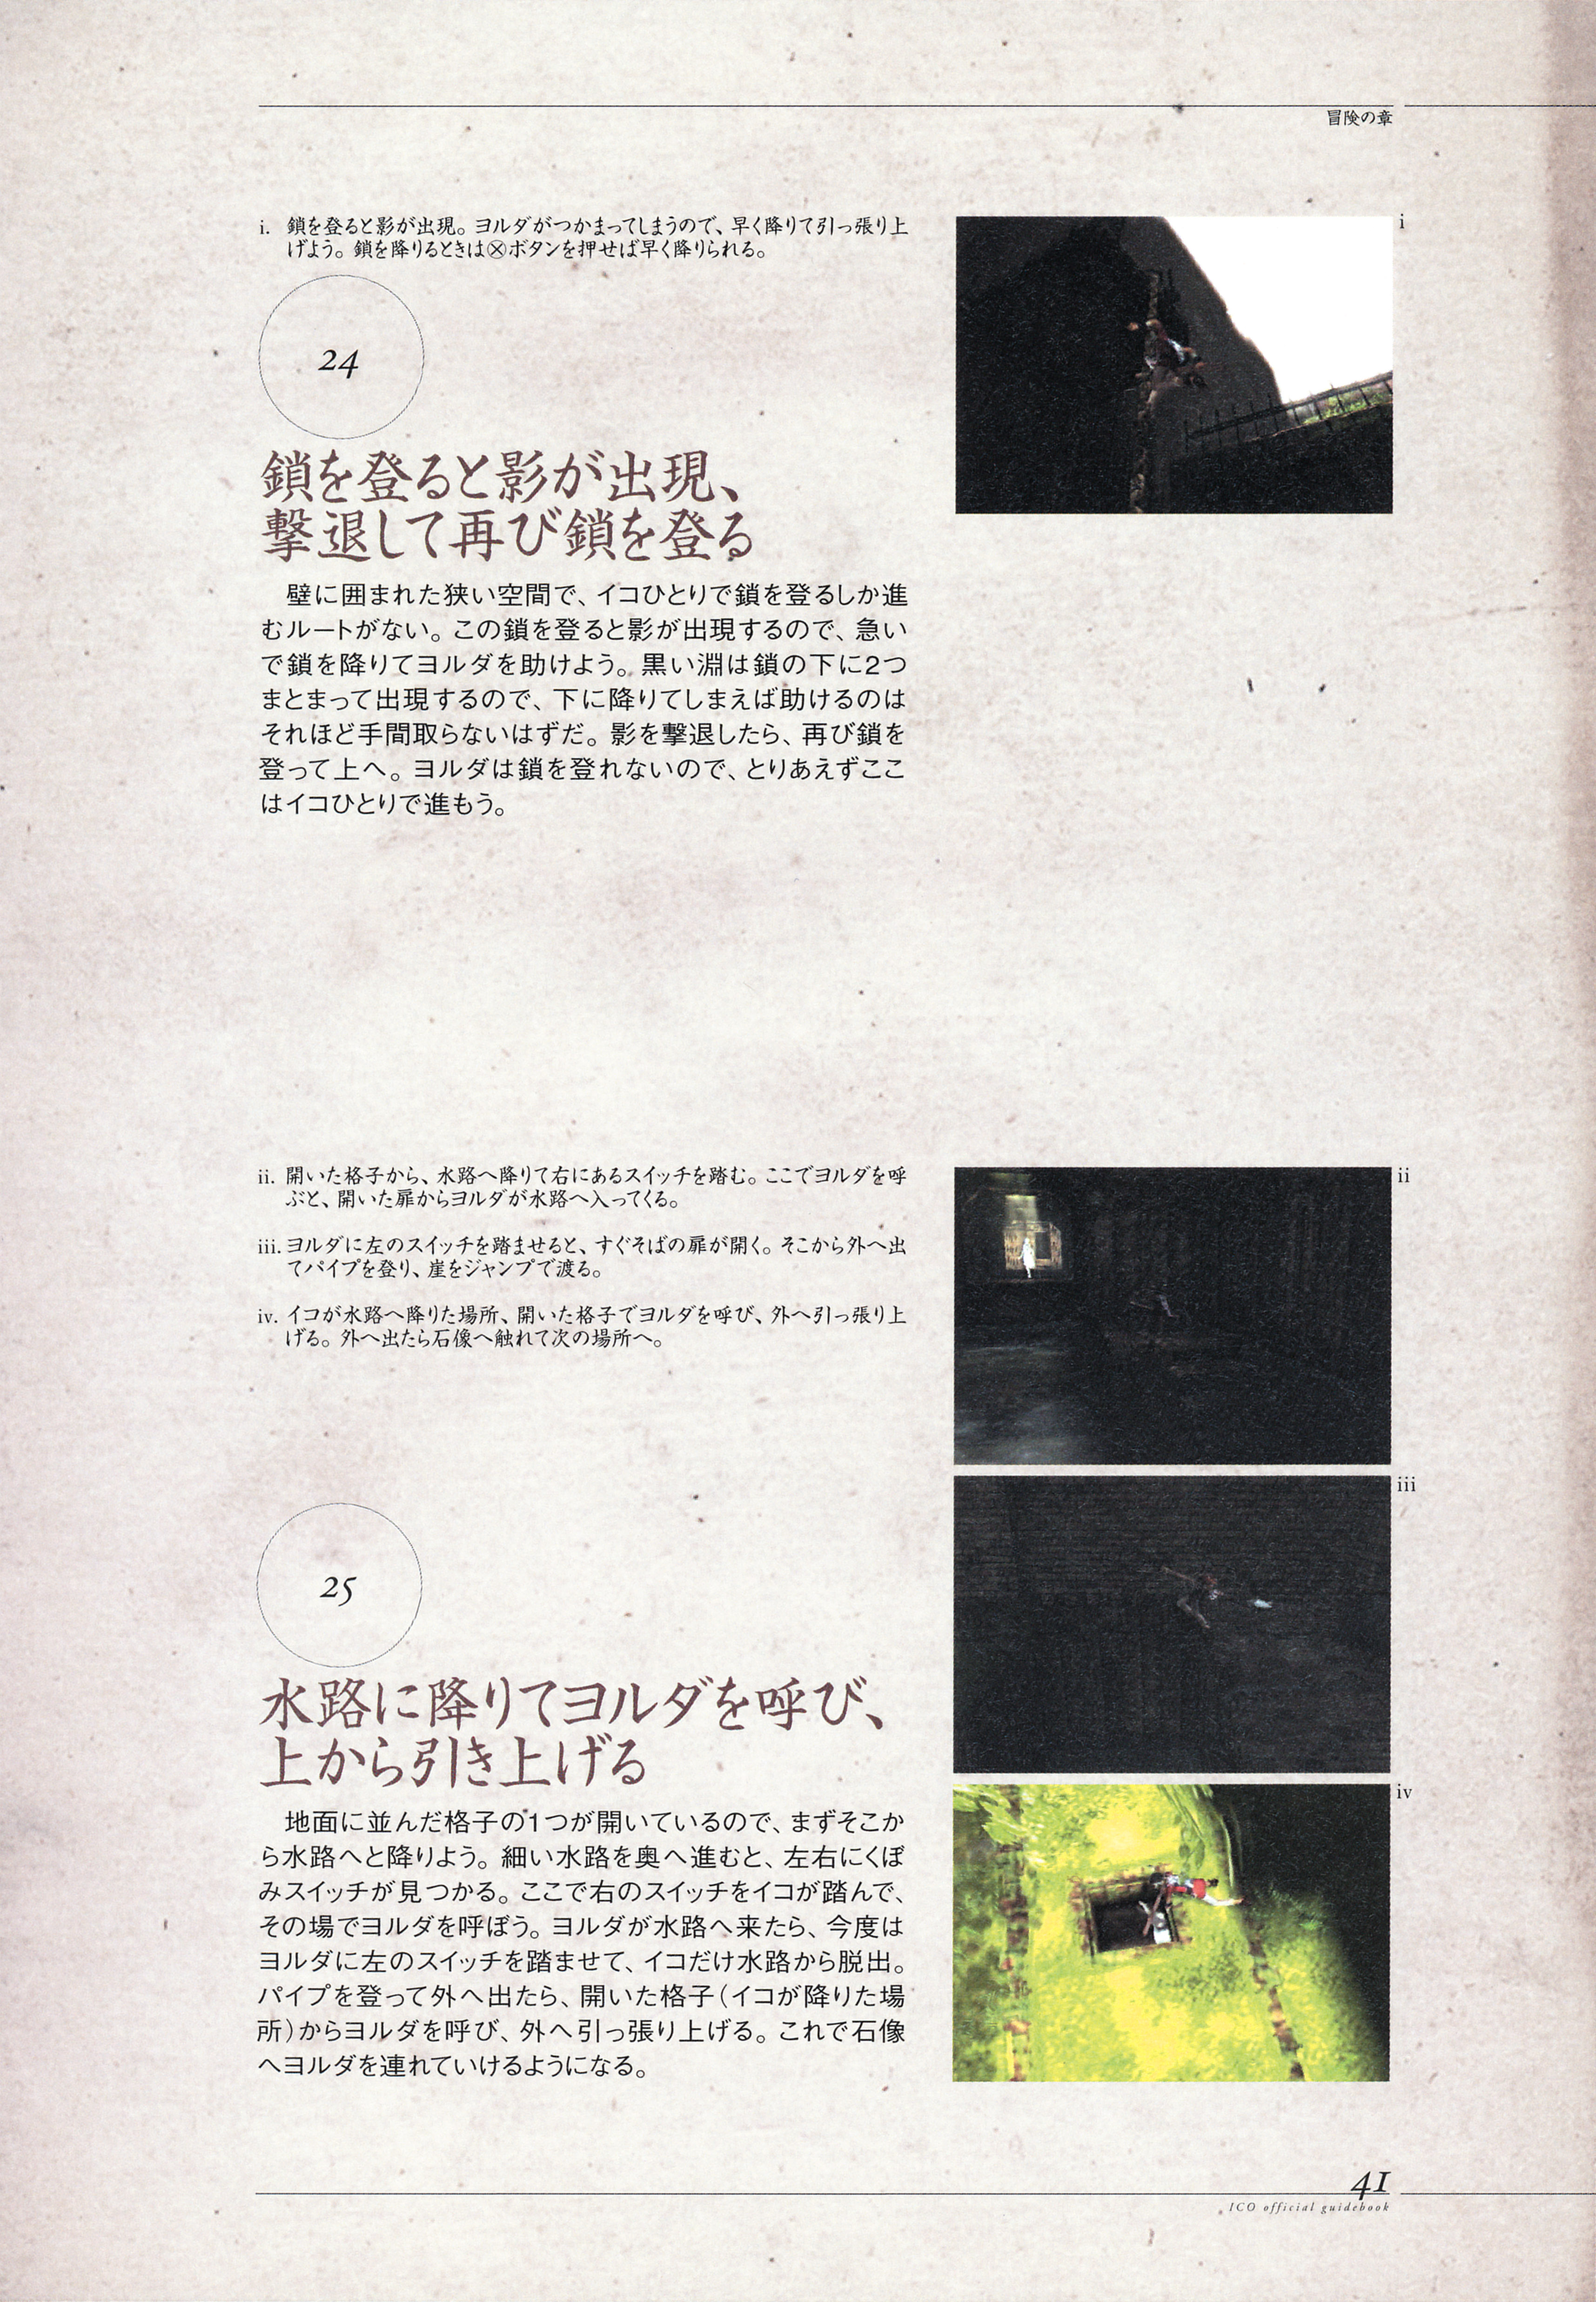 冒険の章
i. 鎖を登ると影が出現。ヨルダがつかまってしまうので、早く降りて引っ張り上
げよう。鎖を降りるときは⊗ボタンを押せば早く降りられる。
i
24
鎖を登ると影が出現、
撃退して再び鎖を登る
壁に囲まれた狭い空間で、イコひとりで鎖を登るしか進
むルートがない。この鎖を登ると影が出現するので、急い
で鎖を降りてヨルダを助けよう。黒い淵は鎖の下に2つ
まとまって出現するので、下に降りてしまえば助けるのは
それほど手間取らないはずだ。影を撃退したら、再び鎖を
登って上へ。ヨルダは鎖を登れないので、とりあえずここ
はイコひとりで進もう。
ii. 開いた格子から、水路へ降りて右にあるスイッチを踏む。ここでヨルダを呼
ぶと、開いた扉からヨルダが水路へ入ってくる。
iii. ヨルダに左のスイッチを踏ませると、すぐそばの扉が開く。そこから外へ出
てパイプを登り、崖をジャンプで渡る。
iv. イコが水路へ降りた場所、開いた格子でヨルダを呼び、外へ引っ張り上
げる。外へ出たら石像へ触れて次の場所へ。
ii
iii
iv
25
水路に降りてヨルダを呼び、
上から引き上げる
地面に並んだ格子の1つが開いているので、まずそこか
ら水路へと降りよう。細い水路を奥へ進むと、左右にくぼ
みスイッチが見つかる。ここで右のスイッチをイコが踏んで、
その場でヨルダを呼ぼう。ヨルダが水路へ来たら、今度は
ヨルダに左のスイッチを踏ませて、イコだけ水路から脱出。
パイプを登って外へ出たら、開いた格子(イコが降りた場
所)からヨルダを呼び、外へ引っ張り上げる。これで石像
へヨルダを連れていけるようになる。
41
ICO official guidebook